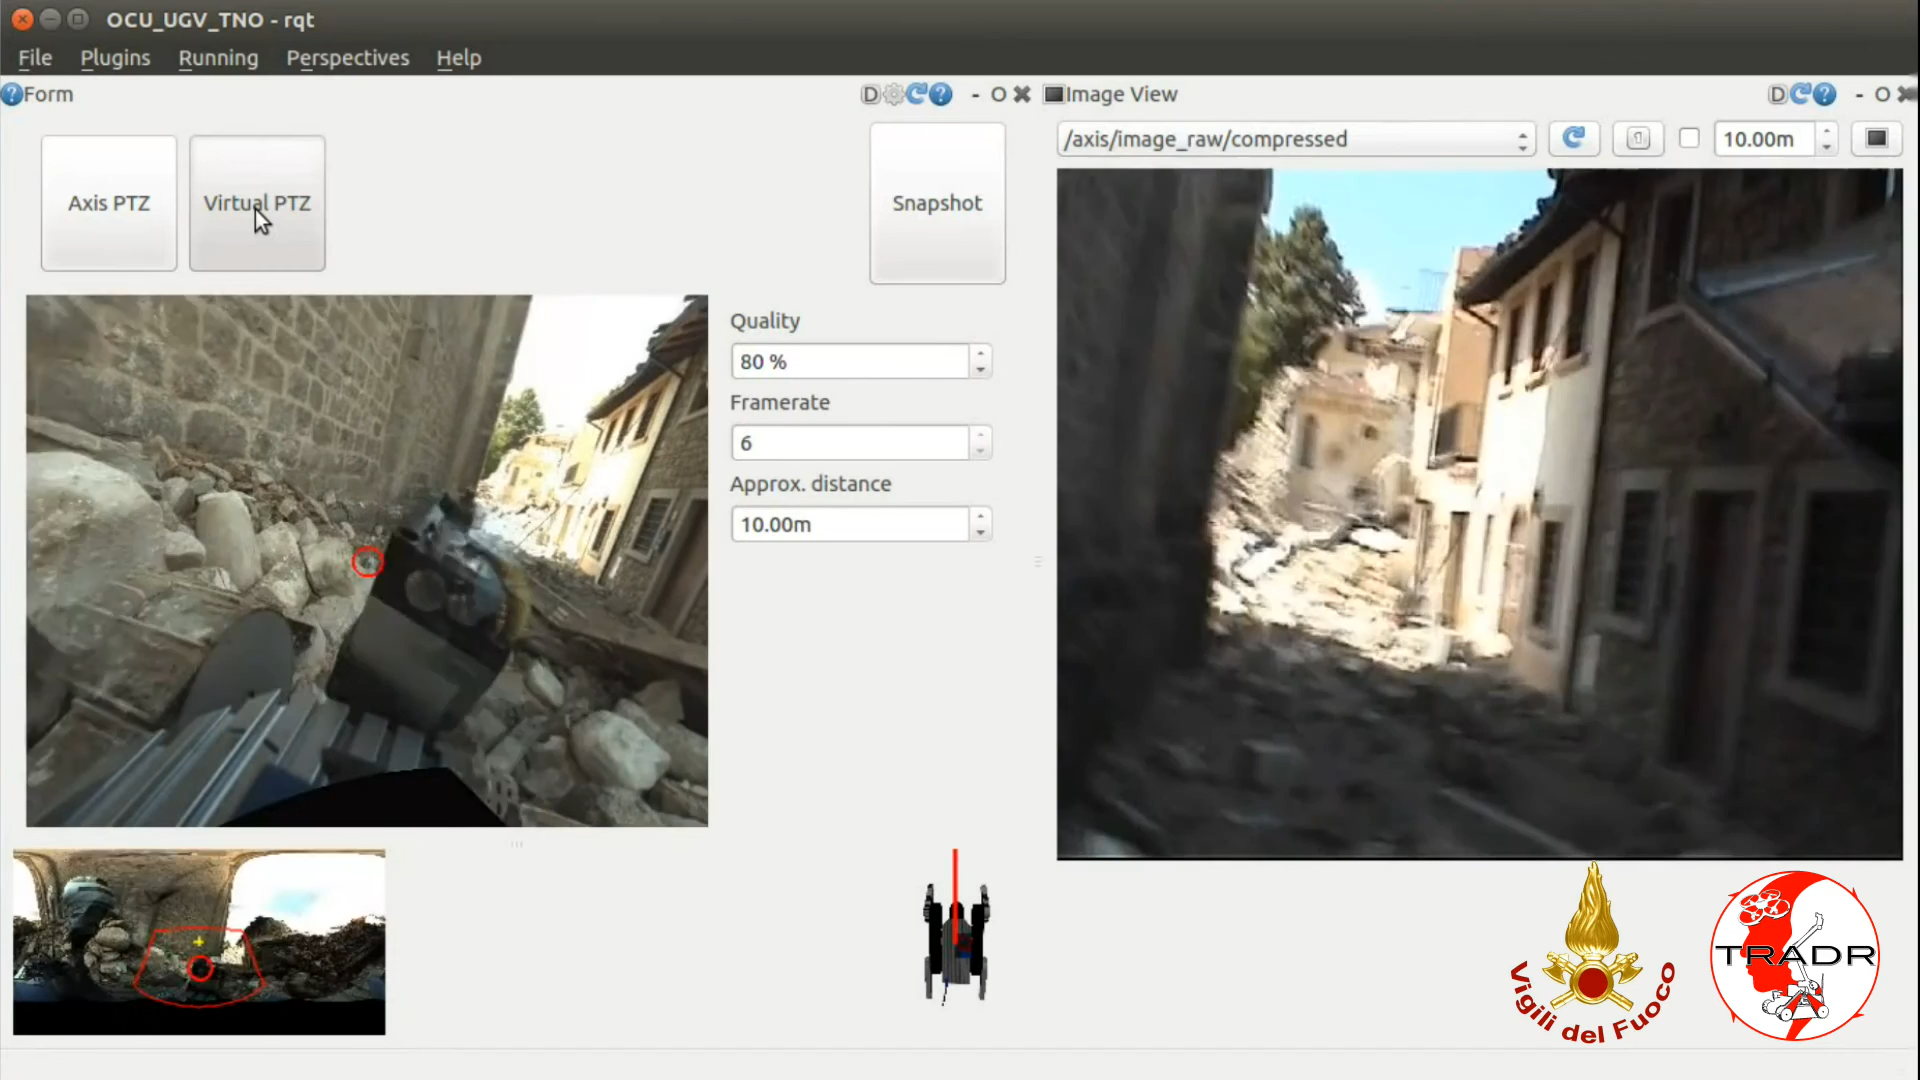 OCU_UGV_TNO - rqt
File Plugins Running Perspectives Help
Form
D
- O
Image View
D
- O
Axis PTZ
Virtual PTZ
Snapshot
/axis/image_raw/compressed
10.00m
Quality
80 %
Framerate
6
Approx. distance
10.00m
Vigili del Fuoco
TRADR